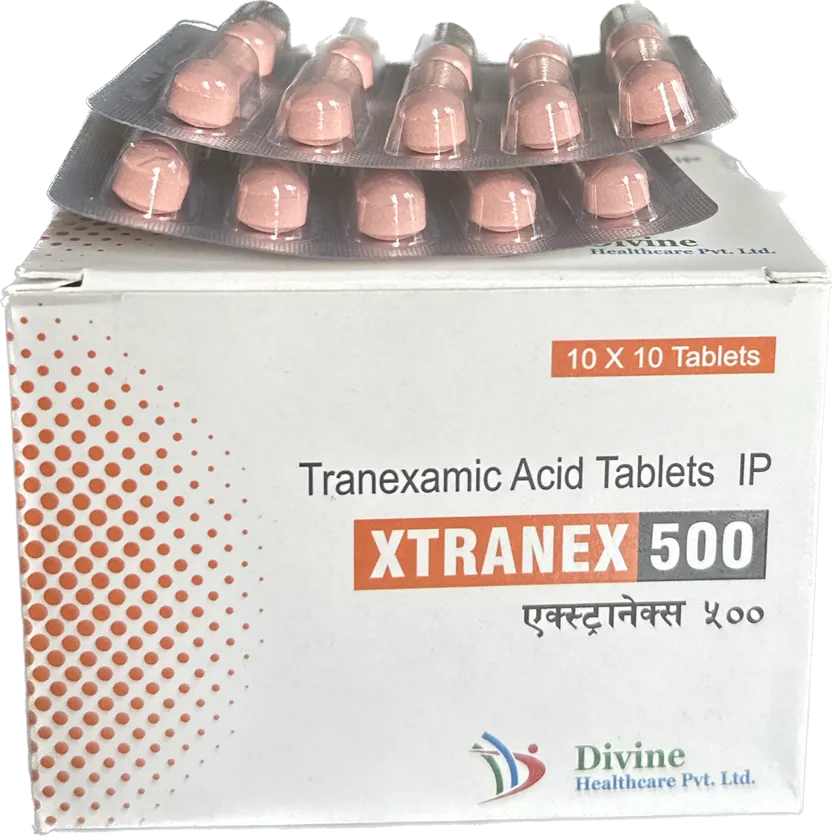 Divine
Healthcare Pvt. Ltd.
10 X 10 Tablets
Tranexamic Acid Tablets IP
XTRANEX 500
एक्स्ट्रानेक्स ५००
Divine
Healthcare Pvt. Ltd.